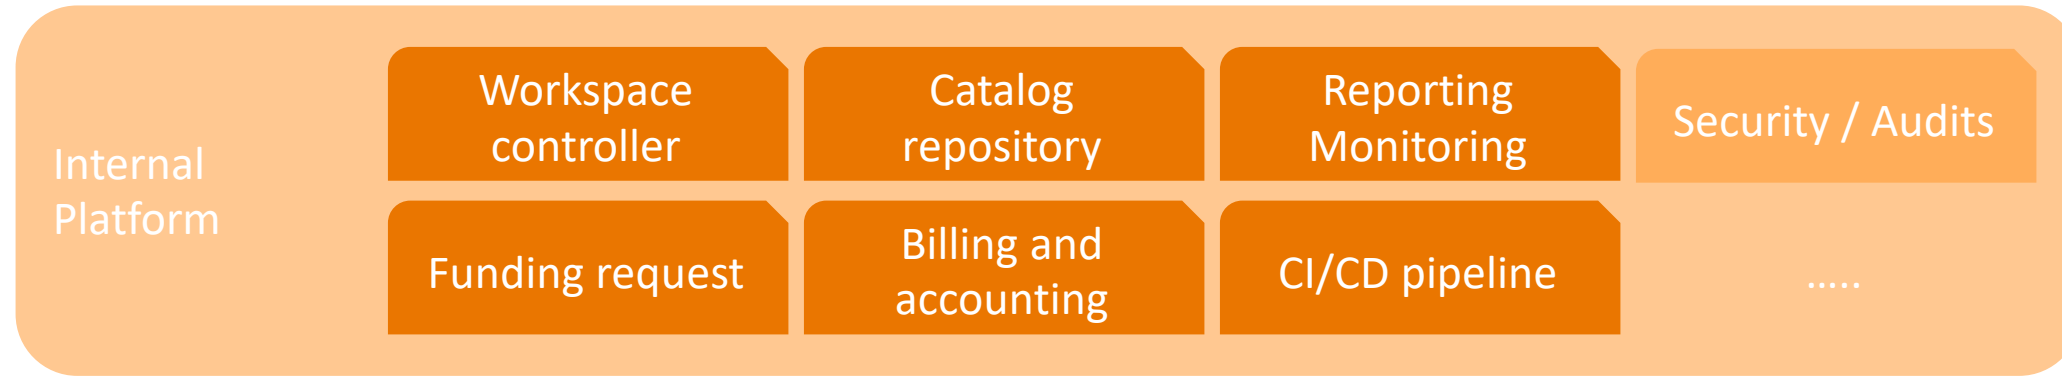 Internal
Platform
Workspace
controller
Catalog
repository
Reporting
Monitoring
Security / Audits
Funding request
Billing and
accounting
CI/CD pipeline
.....